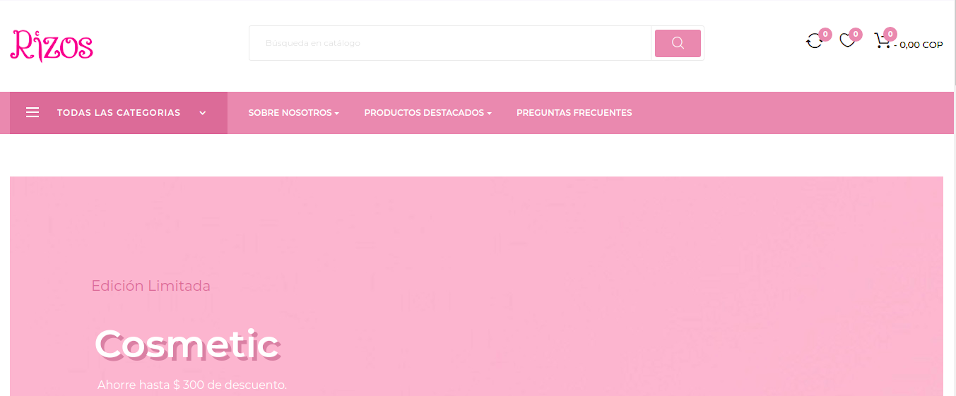 Rizos
Búsqueda en catálogo
0
0
0
- 0,00 COP
TODAS LAS CATEGORIAS
SOBRE NOSOTROS
PRODUCTOS DESTACADOS
PREGUNTAS FRECUENTES
Edición Limitada
Cosmetic
Ahorre hasta $ 300 de descuento.